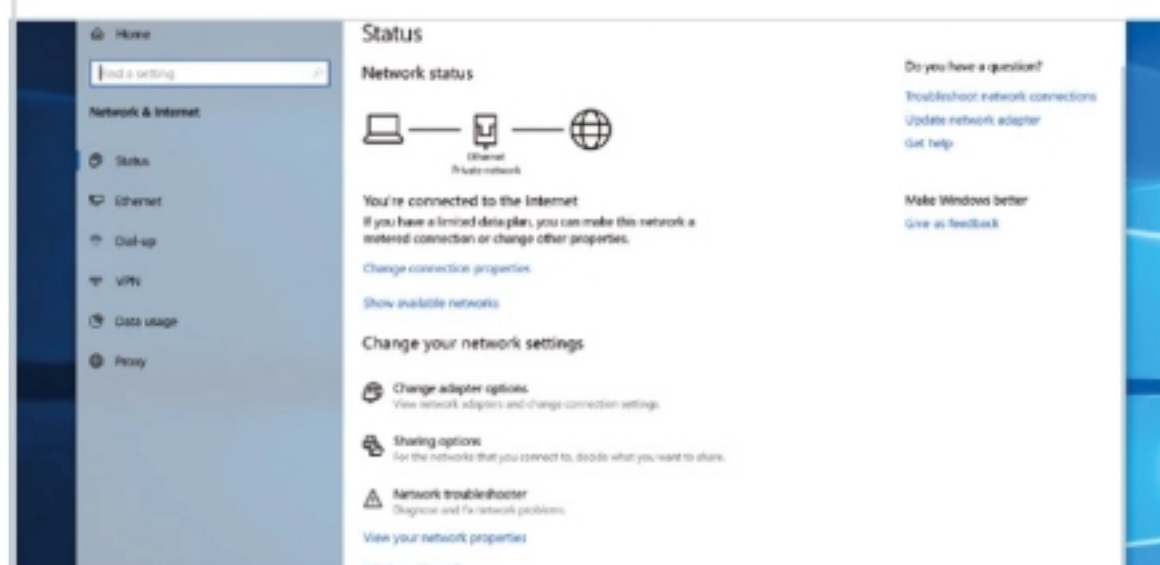 Home
Find a setting
Network & Internet
Status
Ethernet
Dial-up
VPN
Data usage
Proxy
Status
Network status
Ethernet
Private network
You're connected to the Internet
If you have a limited data plan, you can make this network a
metered connection or change other properties.
Change connection properties
Show available networks
Change your network settings
Change adapter options
View network adapters and change connection settings.
Sharing options
For the networks that you connect to, decide what you want to share.
Network troubleshooter
Diagnose and fix network problems.
View your network properties
Do you have a question?
Troubleshoot network connections
Update network adapter
Get help
Make Windows better
Give us feedback